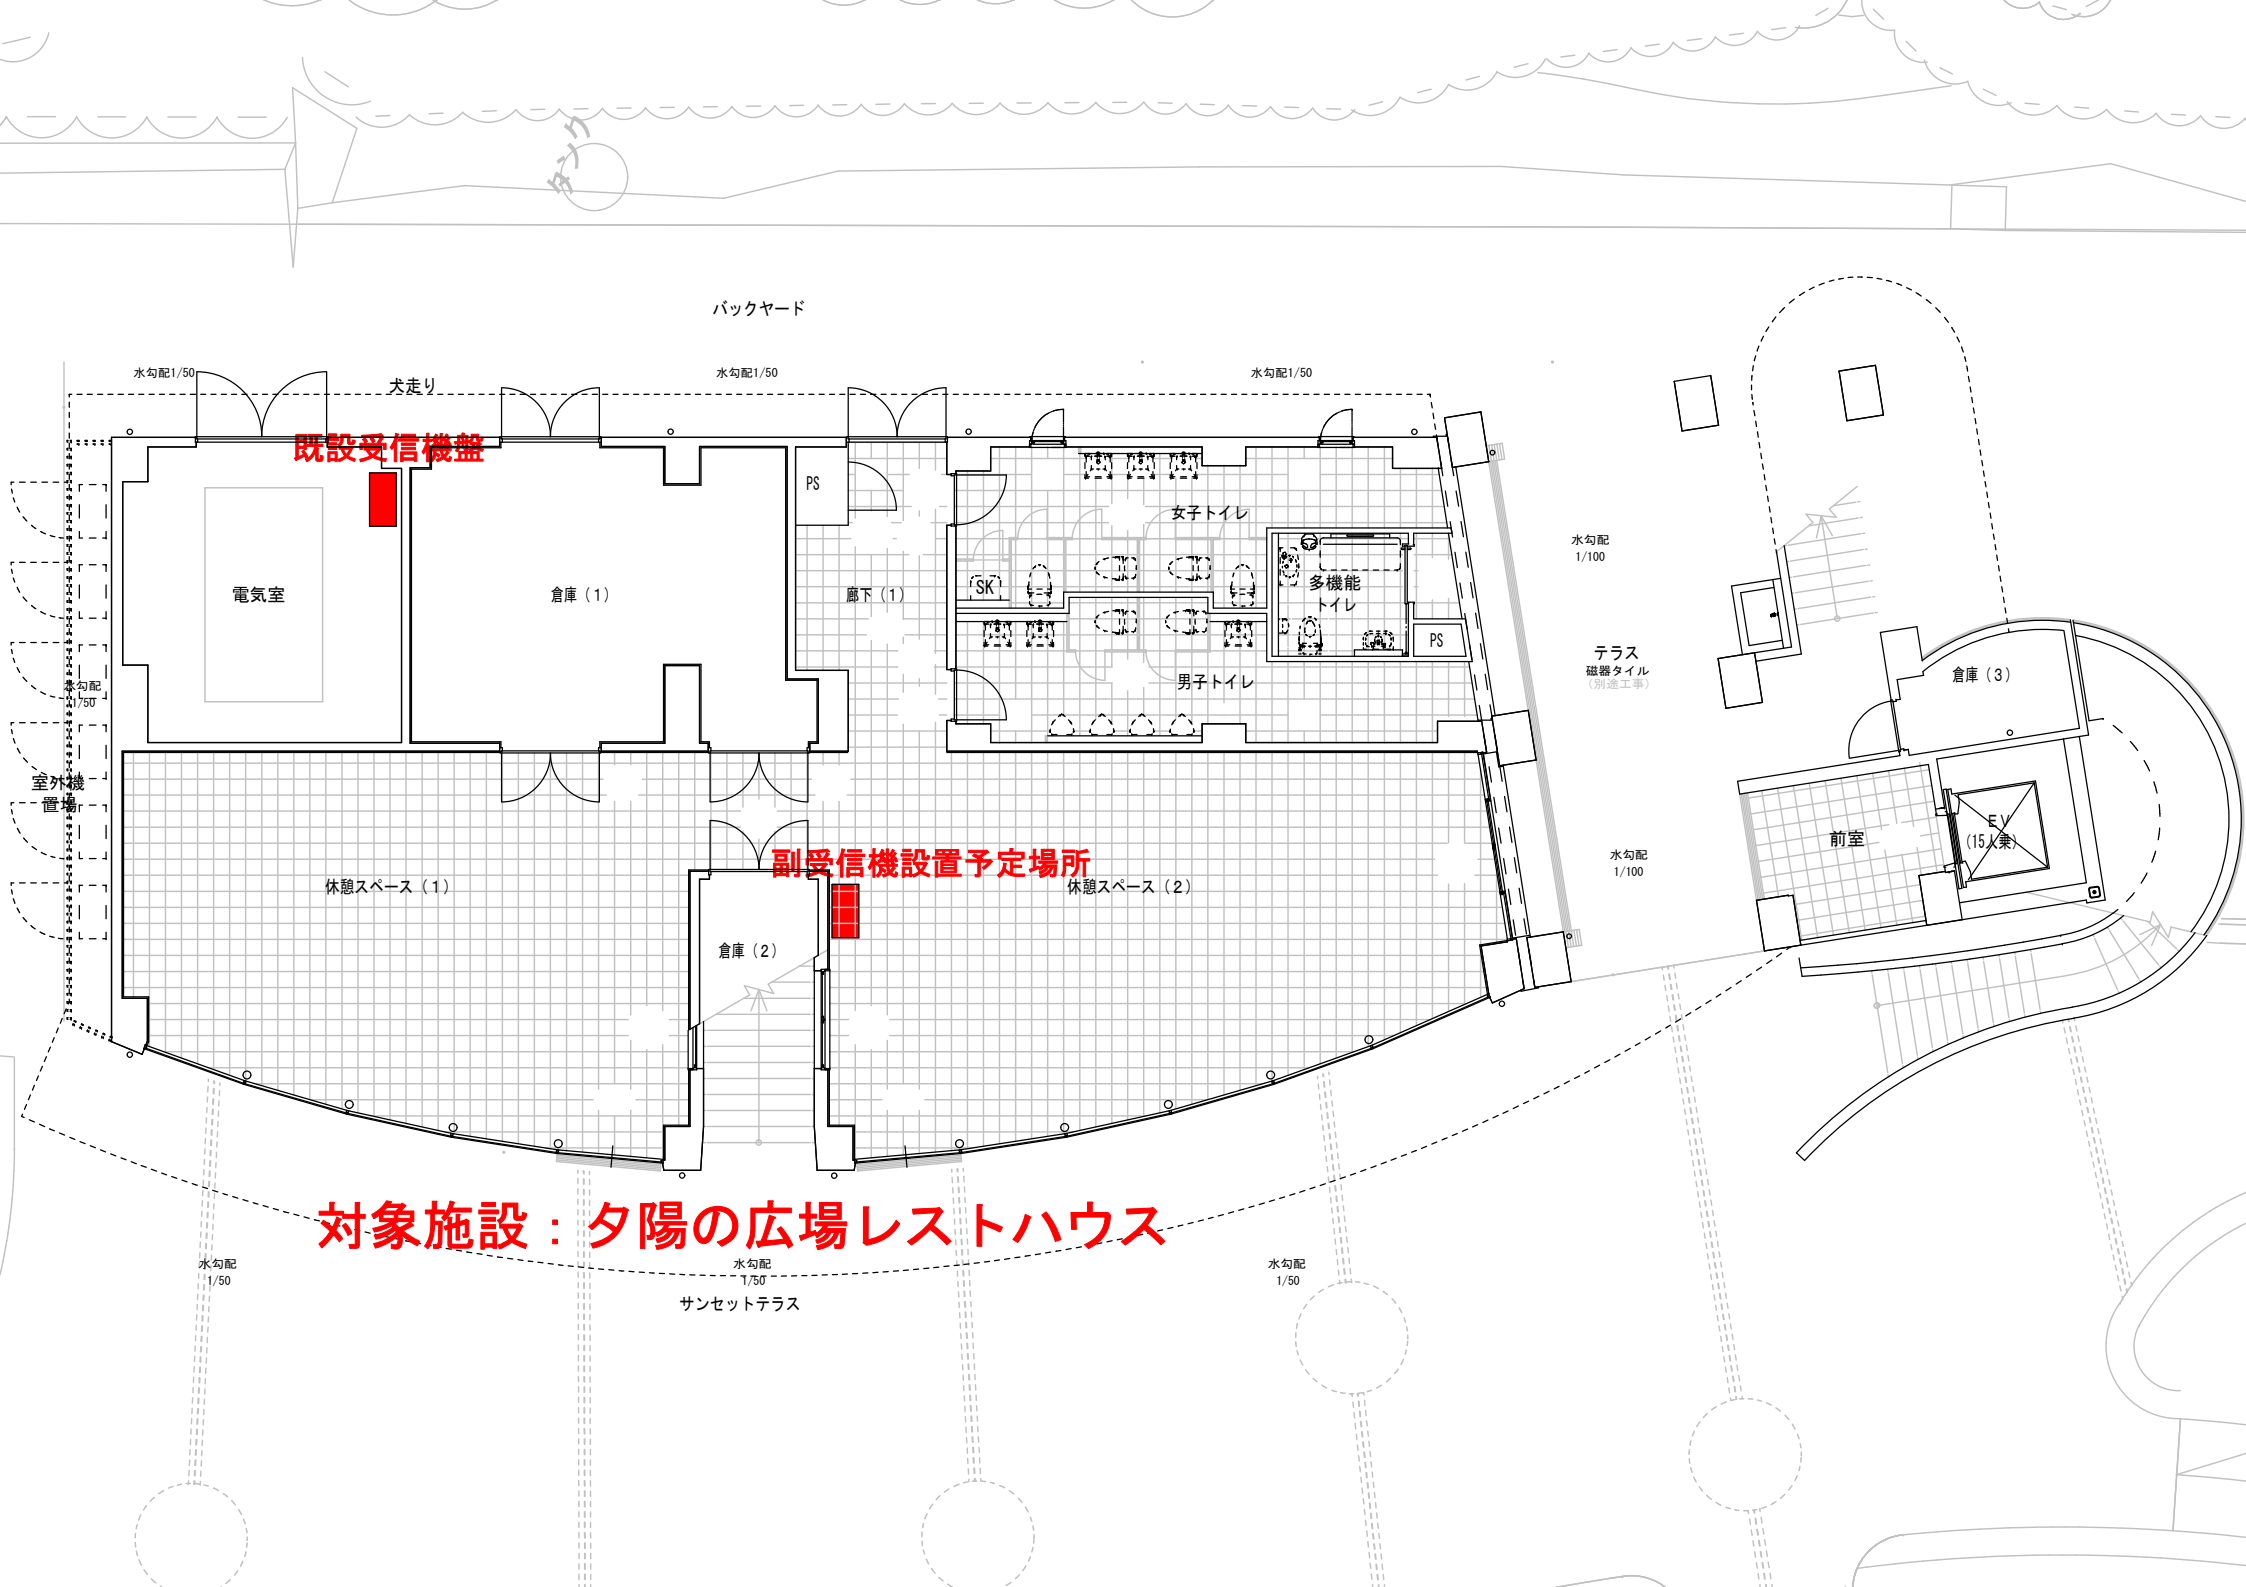 タンク
バックヤード
水勾配1/50
水勾配1/50
水勾配1/50
犬走り
既設受信機盤
PS
女子トイレ
水勾配
1/100
電気室
倉庫（1）
廊下（1）
SK
多機能
トイレ
PS
テラス
磁器タイル
（別途工事）
男子トイレ
倉庫（3）
水勾配
1/50
室外機
置場
前室
EV
(15人乗)
副受信機設置予定場所
水勾配
1/100
休憩スペース（1）
休憩スペース（2）
倉庫（2）
対象施設：夕陽の広場レストハウス
水勾配
1/50
水勾配
1/50
水勾配
1/50
サンセットテラス